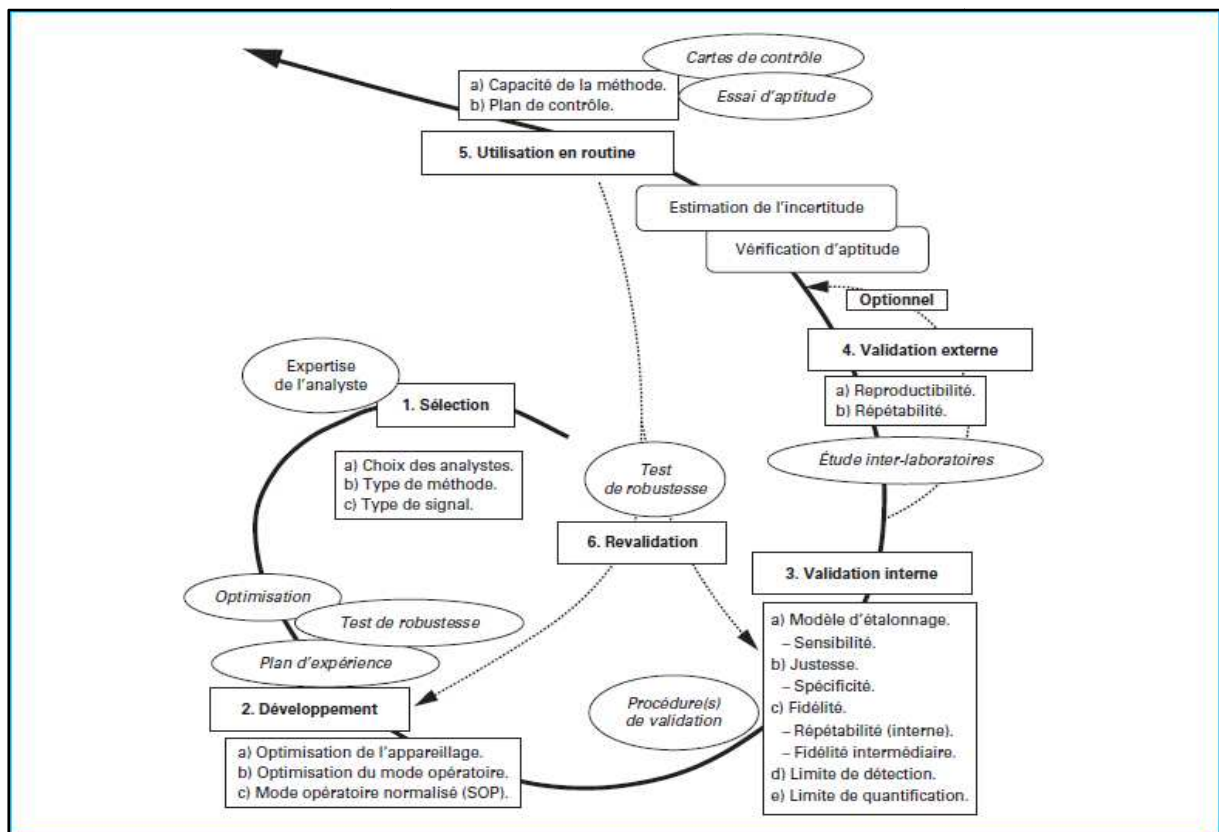 Cartes de contrôle
a) Capacité de la méthode.
b) Plan de contrôle.
Essai d'aptitude
5. Utilisation en routine
Estimation de l'incertitude
Vérification d'aptitude
Optionnel
4. Validation externe
a) Reproductibilité.
b) Répétabilité.
Étude inter-laboratoires
Expertise
de l'analyste
1. Sélection
a) Choix des analystes.
b) Type de méthode.
c) Type de signal.
Test
de robustesse
6. Revalidation
3. Validation interne
a) Modèle d'étalonnage.
– Sensibilité.
b) Justesse.
– Spécificité.
c) Fidélité.
– Répétabilité (interne).
– Fidélité intermédiaire.
d) Limite de détection.
e) Limite de quantification.
Optimisation
Test de robustesse
Plan d'expérience
2. Développement
a) Optimisation de l'appareillage.
b) Optimisation du mode opératoire.
c) Mode opératoire normalisé (SOP).
Procédure(s)
de validation